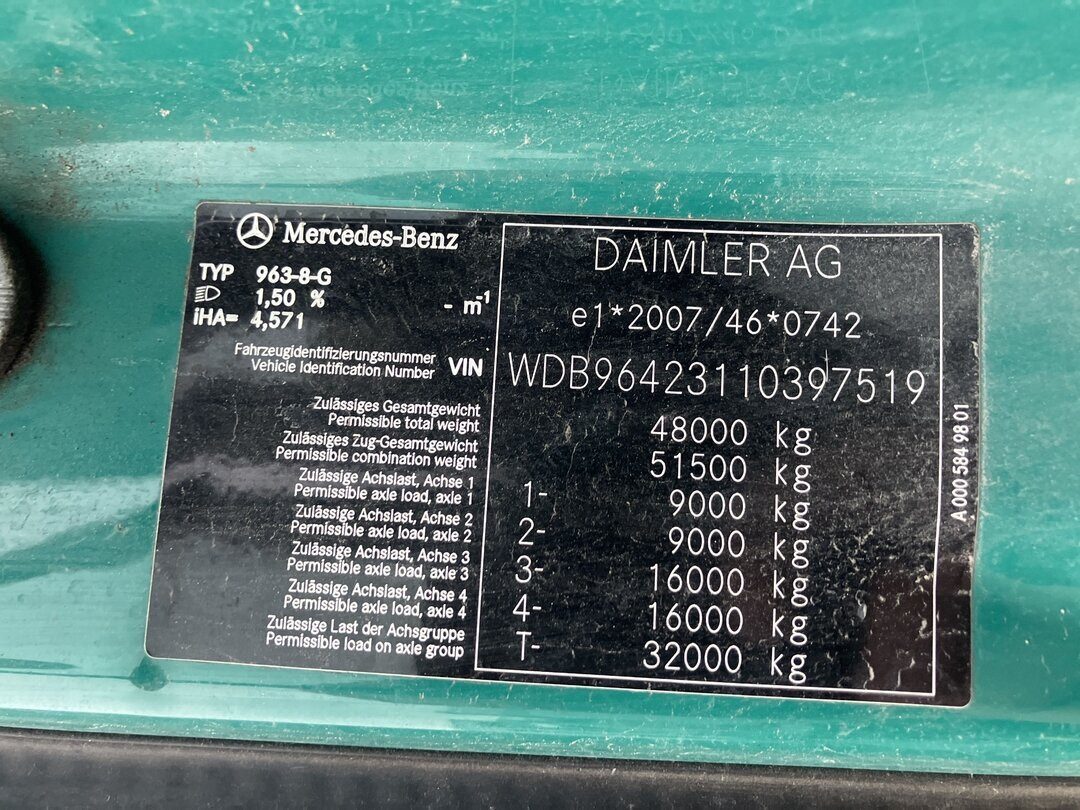 Mercedes-Benz
TYP 963-8-G
1,50 % - m-1
iHA= 4,571
Fahrzeugidentifizierungsnummer
Vehicle Identification Number VIN
Zulässiges Gesamtgewicht
Permissible total weight
Zulässiges Zug-Gesamtgewicht
Permissible combination weight
Zulässige Achslast, Achse 1
Permissible axle load, axle 1
Zulässige Achslast, Achse 2
Permissible axle load, axle 2
Zulässige Achslast, Achse 3
Permissible axle load, axle 3
Zulässige Achslast, Achse 4
Permissible axle load, axle 4
Zulässige Last der Achsgruppe
Permissible load on axle group
DAIMLER AG
e1*2007/46*0742
WDB96423110397519
48000 kg
51500 kg
1- 9000 kg
2- 9000 kg
3- 16000 kg
4- 16000 kg
T- 32000 kg
A 000 584 98 01